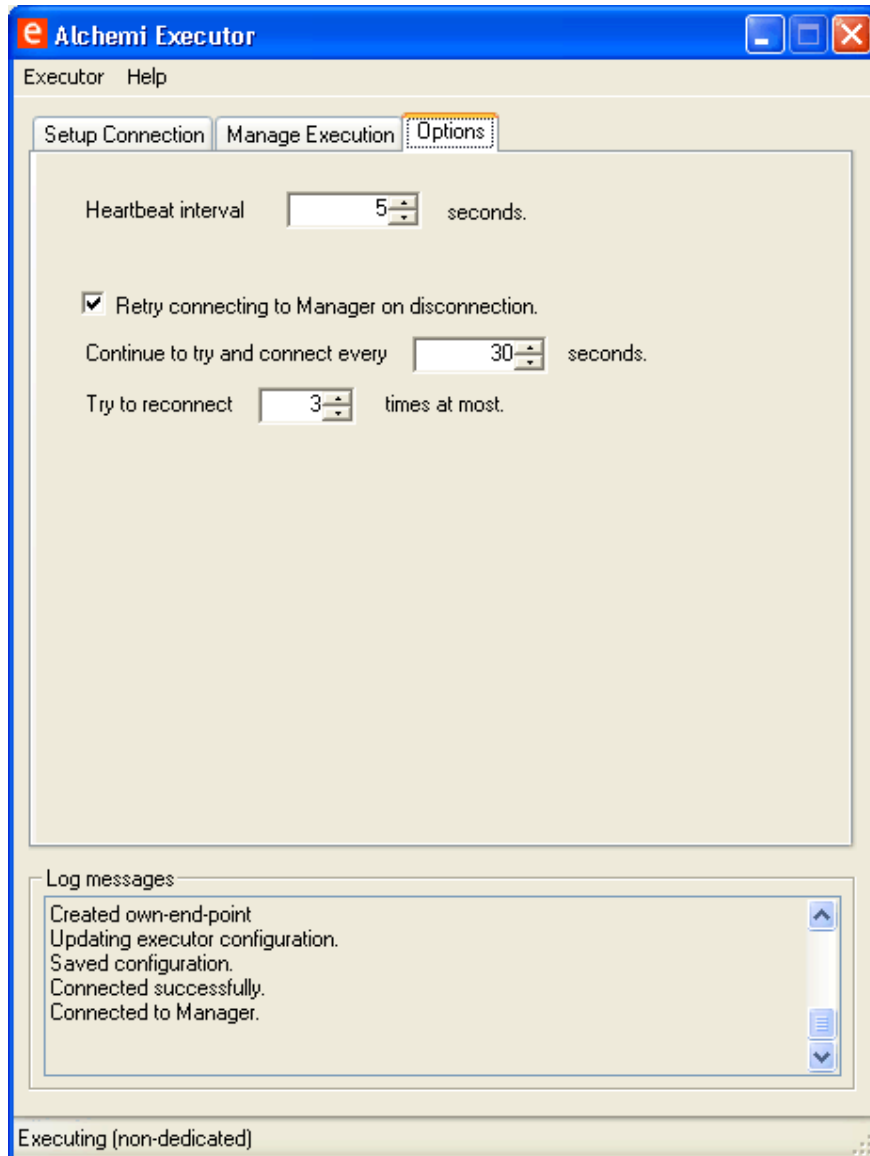 e Alchemi Executor
Executor Help
Setup Connection Manage Execution Options
Heartbeat interval 5 seconds.
Retry connecting to Manager on disconnection.
Continue to try and connect every 30 seconds.
Try to reconnect 3 times at most.
Log messages
Created own-end-point
Updating executor configuration.
Saved configuration.
Connected successfully.
Connected to Manager.
Executing (non-dedicated)